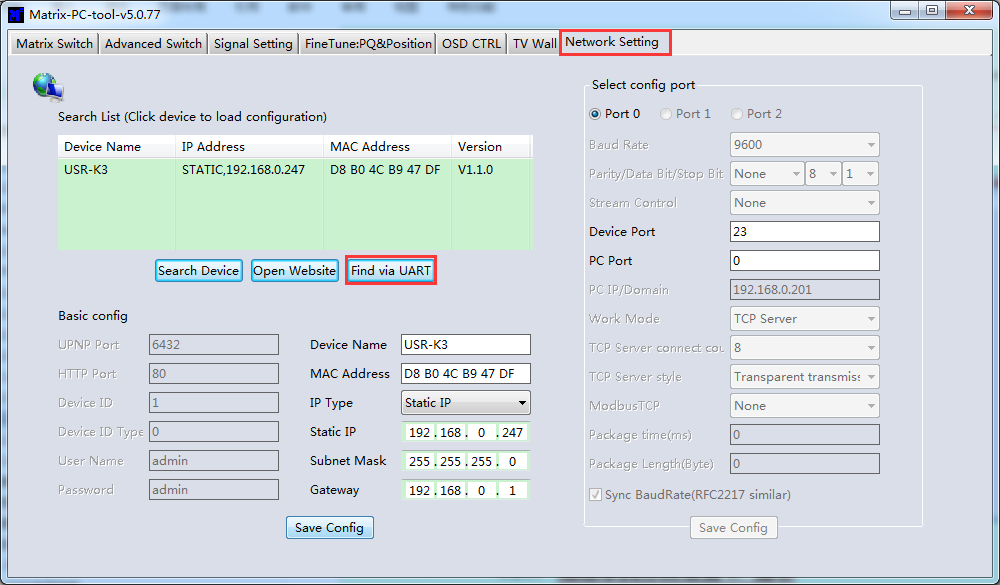 Matrix-PC-tool-v5.0.77
Matrix Switch Advanced Switch Signal Setting FineTune:PQ&Position OSD CTRL TV Wall Network Setting
Search List (Click device to load configuration)
Device Name IP Address MAC Address Version
USR-K3 STATIC,192.168.0.247 D8 B0 4C B9 47 DF V1.1.0
Search Device Open Website Find via UART
Basic config
UPNP Port 6432
HTTP Port 80
Device ID 1
Device ID Type 0
User Name admin
Password admin
Device Name USR-K3
MAC Address D8 B0 4C B9 47 DF
IP Type Static IP
Static IP 192 . 168 . 0 . 247
Subnet Mask 255 . 255 . 255 . 0
Gateway 192 . 168 . 0 . 1
Save Config
Select config port
Port 0 Port 1 Port 2
Baud Rate 9600
Parity/Data Bit/Stop Bit None 8 1
Stream Control None
Device Port 23
PC Port 0
PC IP/Domain 192.168.0.201
Work Mode TCP Server
TCP Server connect cou 8
TCP Server style Transparent transmis
ModbusTCP None
Package time(ms) 0
Package Length(Byte) 0
Sync BaudRate(RFC2217 similar)
Save Config